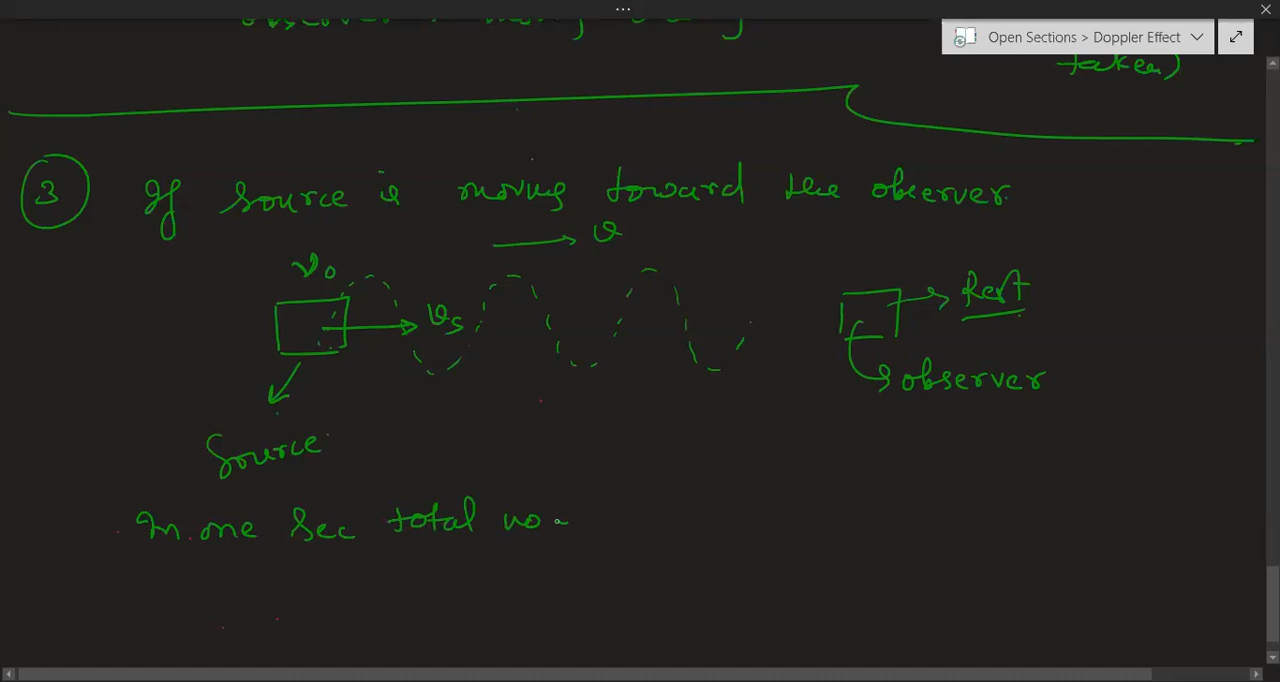 ...
Open Sections > Doppler Effect
taken)
3 If source is moving toward the observer.
v
ν0
vs
Rest
observer
Source
In one sec total no